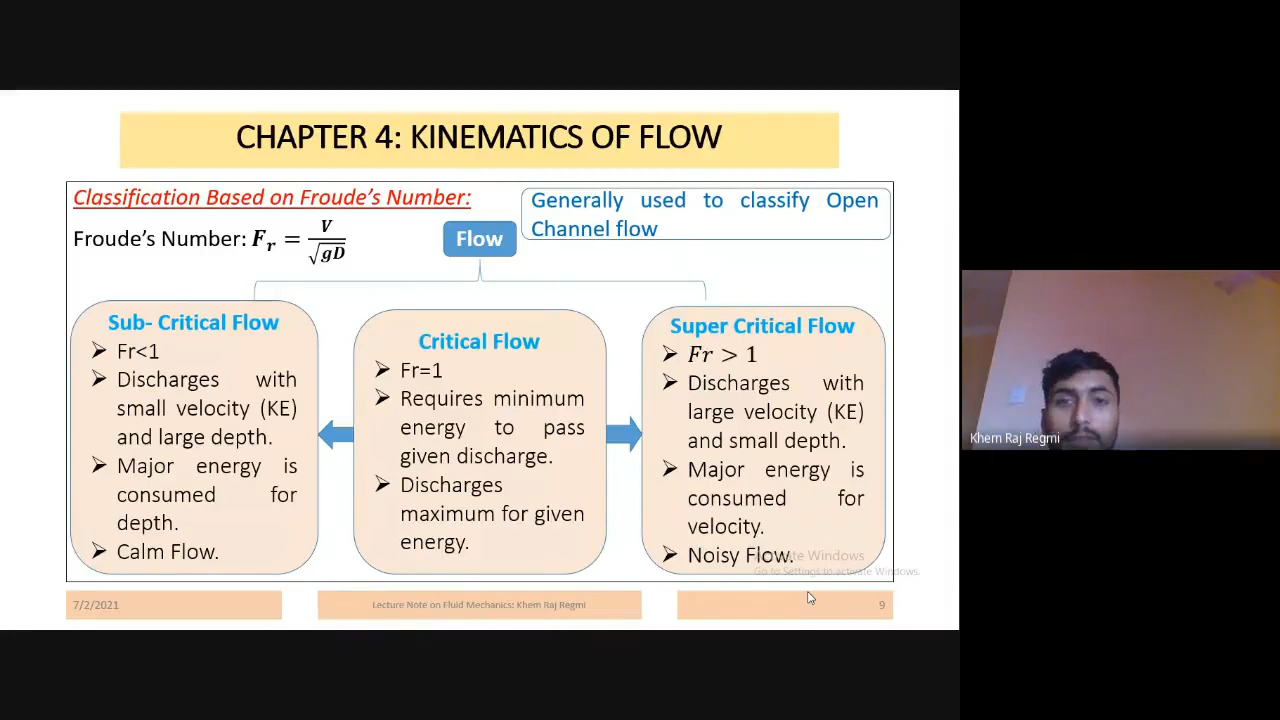 CHAPTER 4: KINEMATICS OF FLOW
Classification Based on Froude's Number:
Generally used to classify Open
Channel flow
Froude's Number: F_r = V / √gD
Flow
Sub- Critical Flow
➢ Fr<1
➢ Discharges with
small velocity (KE)
and large depth.
➢ Major energy is
consumed for
depth.
➢ Calm Flow.
Critical Flow
➢ Fr=1
➢ Requires minimum
energy to pass
given discharge.
➢ Discharges
maximum for given
energy.
Super Critical Flow
➢ Fr > 1
➢ Discharges with
large velocity (KE)
and small depth.
➢ Major energy is
consumed for
velocity.
➢ Noisy Flow.
Activate Windows
Go to Settings to activate Windows.
7/2/2021
Lecture Note on Fluid Mechanics: Khem Raj Regmi
9
Khem Raj Regmi